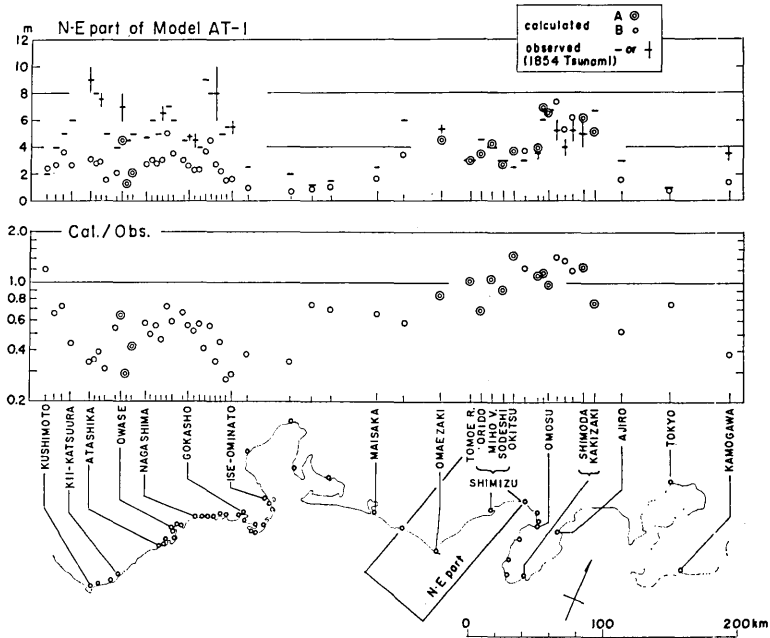 m N-E part of Model AT-1
calculated A ◎
B ○
observed – or +
(1854 Tsunami)
12
10
8
6
4
2
0
Cal./Obs.
2.0
1.0
0.8
0.6
0.4
0.2
KUSHIMOTO
KII-KATSUURA
ATASHIKA
OWASE
NAGASHIMA
GOKASHO
ISE-OMINATO
MAISAKA
OMAEZAKI
TOMOE R.
ORIDO
MIHO V.
SODESHI
OKITSU
SHIMIZU
OMOSU
SHIMODA
KAKIZAKI
AJIRO
TOKYO
KAMOGAWA
N-E part
0 100 200km